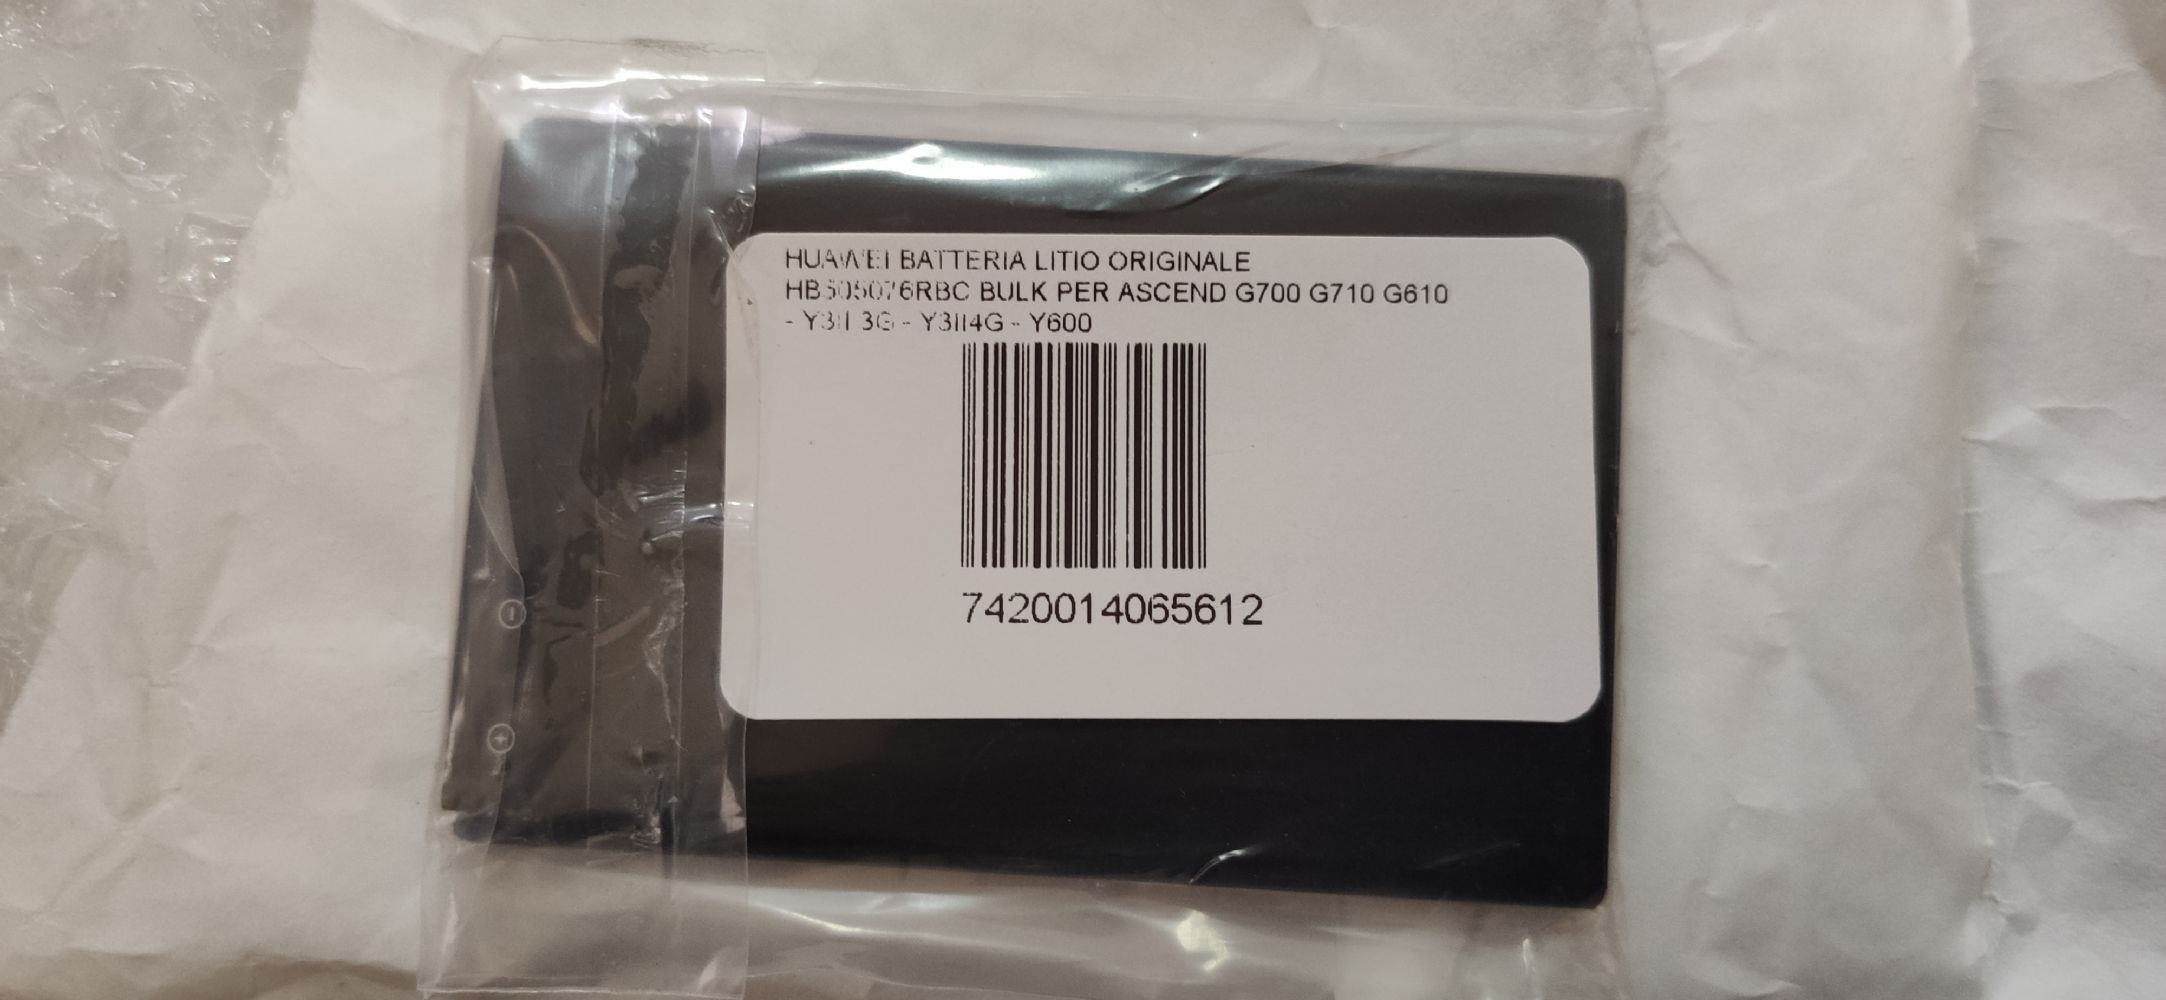 HUAWEI BATTERIA LITIO ORIGINALE
HB505076RBC BULK PER ASCEND G700 G710 G610
- Y3II 3G - Y3II4G - Y600
7420014065612
-
+